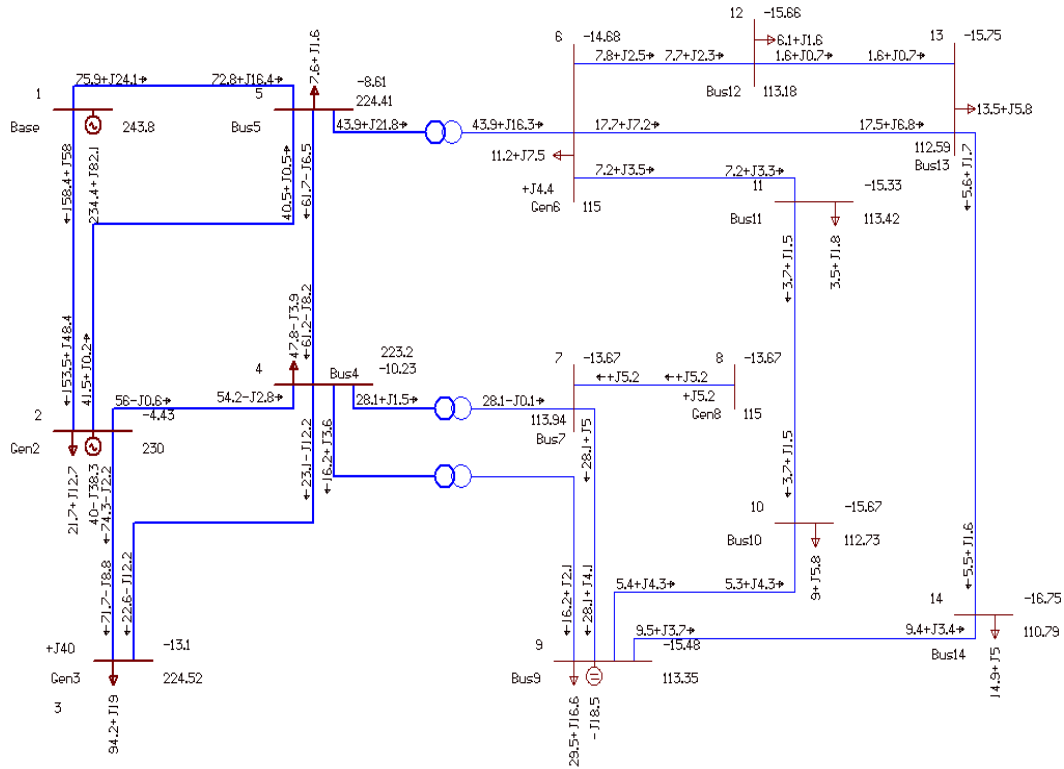 12
-15.66
6
-14.68
6.1+J1.6
13
-15.75
7.8+J2.5
7.7+J2.3
1.6+J0.7
1.6+J0.7
7.6+J1.6
75.9+J24.1
72.8+J16.4
-8.61
Bus12
113.18
1
5
224.41
13.5+J5.8
Base
243.8
Bus5
43.9+J21.8
43.9+J16.3
17.7+J7.2
17.5+J6.8
112.59
Bus13
11.2+J7.5
7.2+J3.5
7.2+J3.3
11
-15.33
+J4.4
Gen6
115
Bus11
113.42
158.4+J58
234.4+J82.1
40.5+J0.5
61.7-J6.5
3.7+J1.5
3.5+J1.8
5.6+J1.7
153.5+J48.4
41.5+J0.2
47.8-J3.9
61.2-J8.2
223.2
4
Bus4
-10.23
7
-13.67
8
-13.67
+J5.2
+J5.2
+J5.2
Gen8
115
2
56-J0.6
54.2-J2.8
28.1+J1.5
28.1-J0.1
113.94
Bus7
-4.43
Gen2
230
21.7+J12.7
40-J38.3
74.3-J2.2
23.1-J12.2
16.2+J3.6
28.1+J5
3.7+J1.5
10
-15.67
Bus10
112.73
9+J5.8
71.7-J8.8
22.6-J12.2
16.2+J2.1
28.1+J4.1
5.4+J4.3
5.3+J4.3
5.5+J1.6
14
-16.75
9.5+J3.7
9.4+J3.4
110.79
Bus14
14.9+J5
+J40
-13.1
9
-15.48
Gen3
224.52
Bus9
113.35
3
94.2+J19
29.5+J16.6
-J18.5